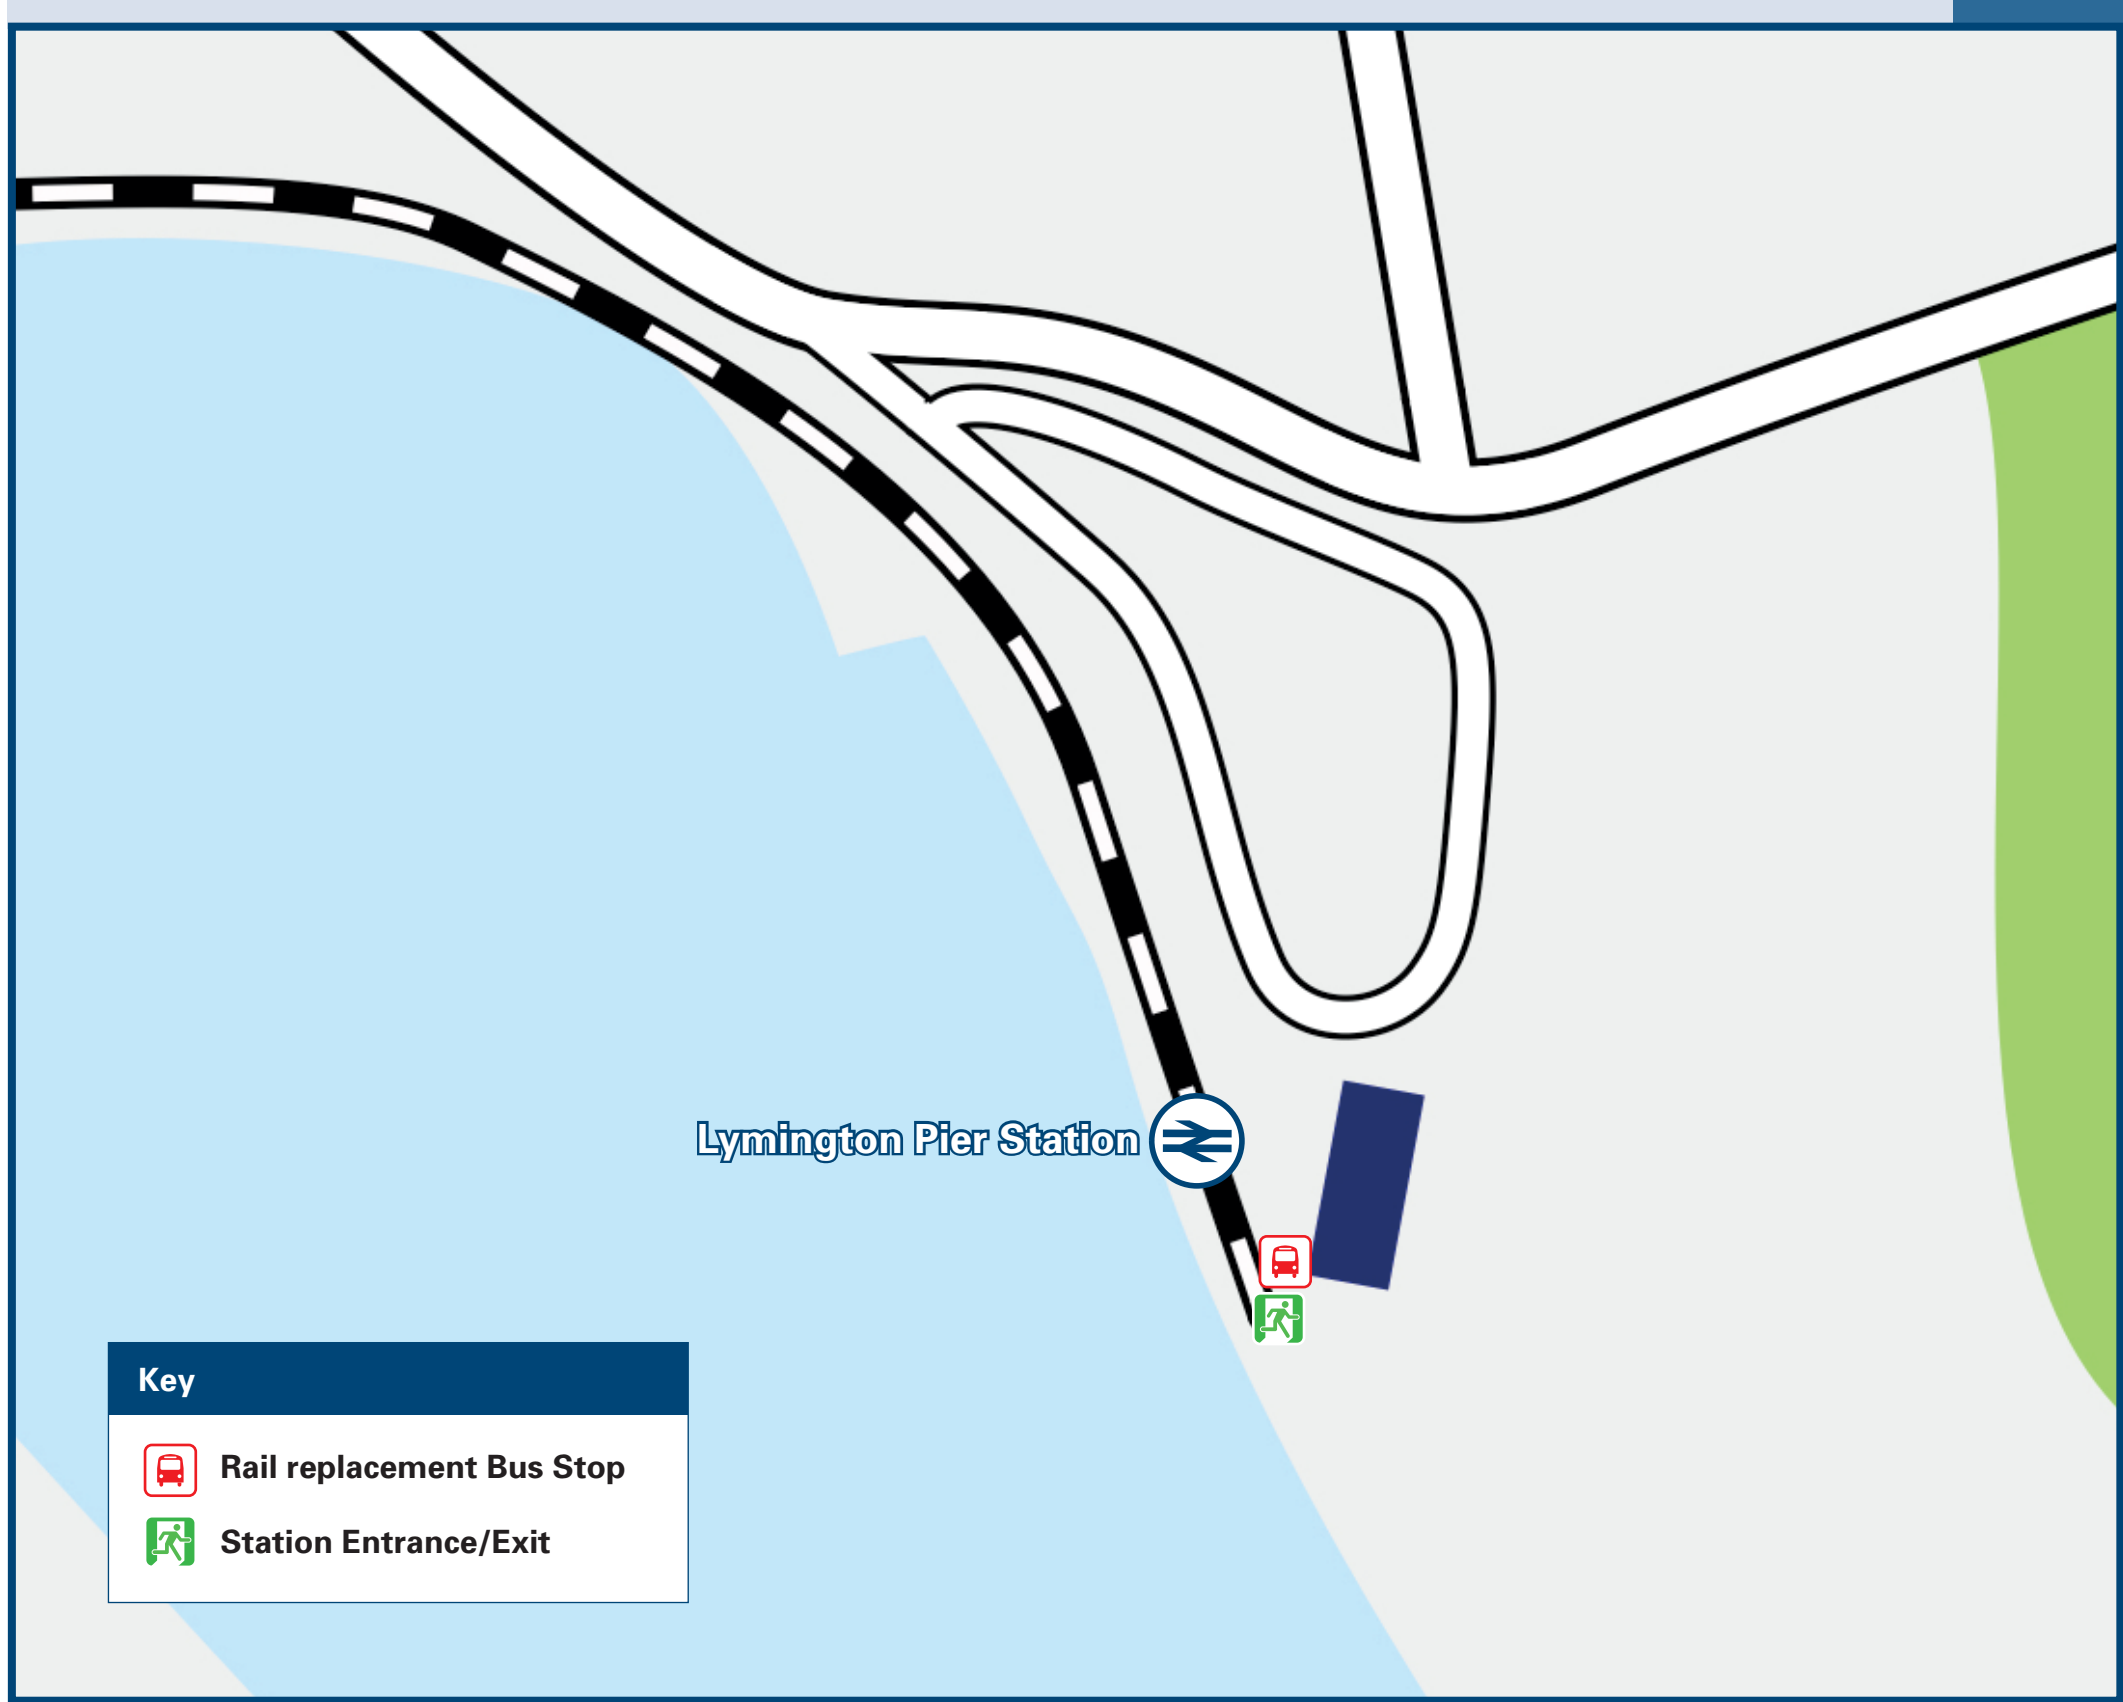 Lymington Pier Station
Key
Rail replacement Bus Stop
Station Entrance/Exit